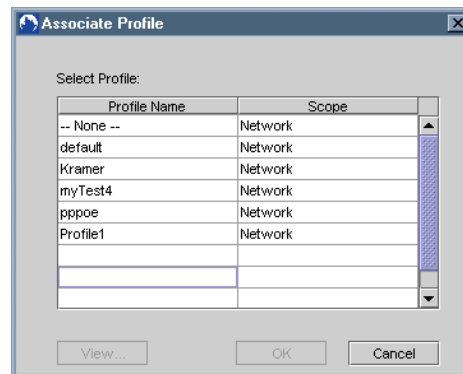 Associate Profile
Select Profile:
Profile Name Scope
-- None -- Network
default Network
Kramer Network
myTest4 Network
pppoe Network
Profile1 Network
View... OK Cancel